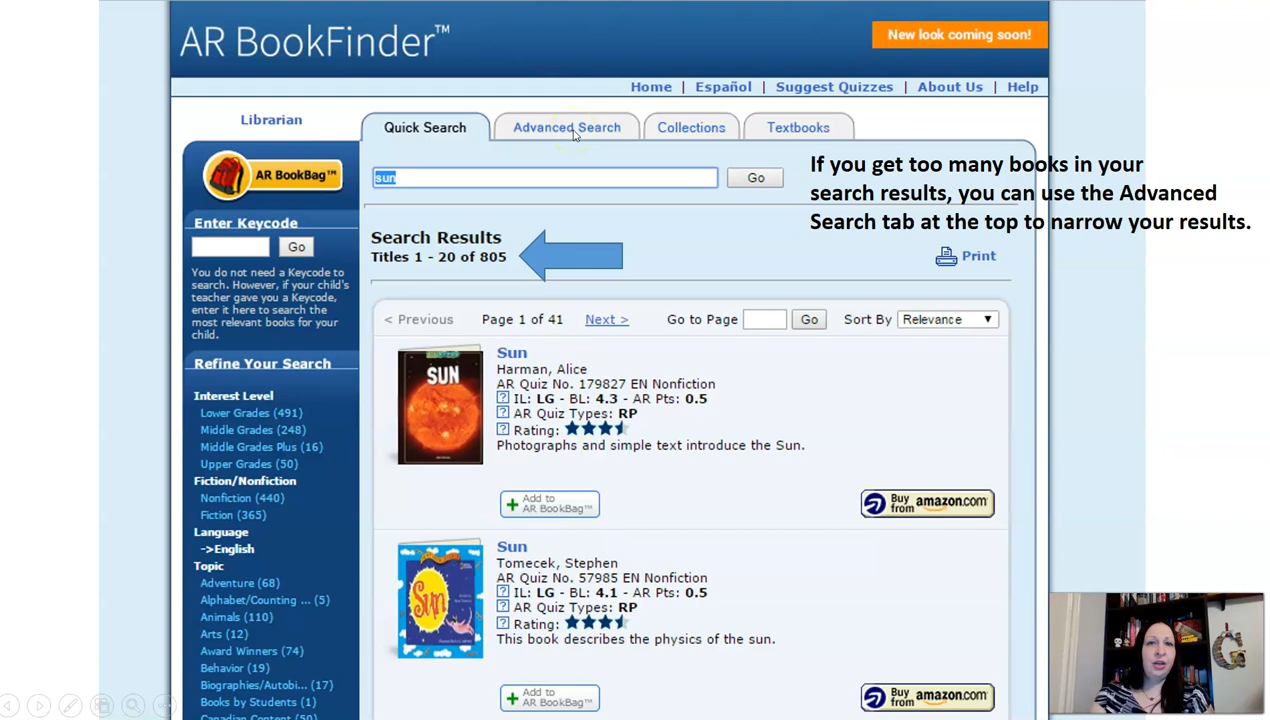 AR BookFinder™
New look coming soon!
Home | Español | Suggest Quizzes | About Us | Help
Librarian
Quick Search
Advanced Search
Collections
Textbooks
AR BookBag™
sun
Go
If you get too many books in your
search results, you can use the Advanced
Search tab at the top to narrow your results.
Enter Keycode
Go
You do not need a Keycode to
search. However, if your child's
teacher gave you a Keycode,
enter it here to search the
most relevant books for your
child.
Search Results
Titles 1 - 20 of 805
Print
< Previous Page 1 of 41 Next > Go to Page Go Sort By Relevance
Refine Your Search
Interest Level
Lower Grades (491)
Middle Grades (248)
Middle Grades Plus (16)
Upper Grades (50)
Fiction/Nonfiction
Nonfiction (440)
Fiction (365)
Language
->English
Topic
Adventure (68)
Alphabet/Counting ... (5)
Animals (110)
Arts (12)
Award Winners (74)
Behavior (19)
Biographies/Autobi... (17)
Books by Students (1)
Canadian Content (50)
SUN
Sun
Harman, Alice
AR Quiz No. 179827 EN Nonfiction
? IL: LG - BL: 4.3 - AR Pts: 0.5
? AR Quiz Types: RP
? Rating:
Photographs and simple text introduce the Sun.
+ Add to
AR BookBag™
Buy
from amazon.com
Sun
Sun
Tomecek, Stephen
AR Quiz No. 57985 EN Nonfiction
? IL: LG - BL: 4.1 - AR Pts: 0.5
? AR Quiz Types: RP
? Rating:
This book describes the physics of the sun.
+ Add to
AR BookBag™
Buy
from amazon.com
G